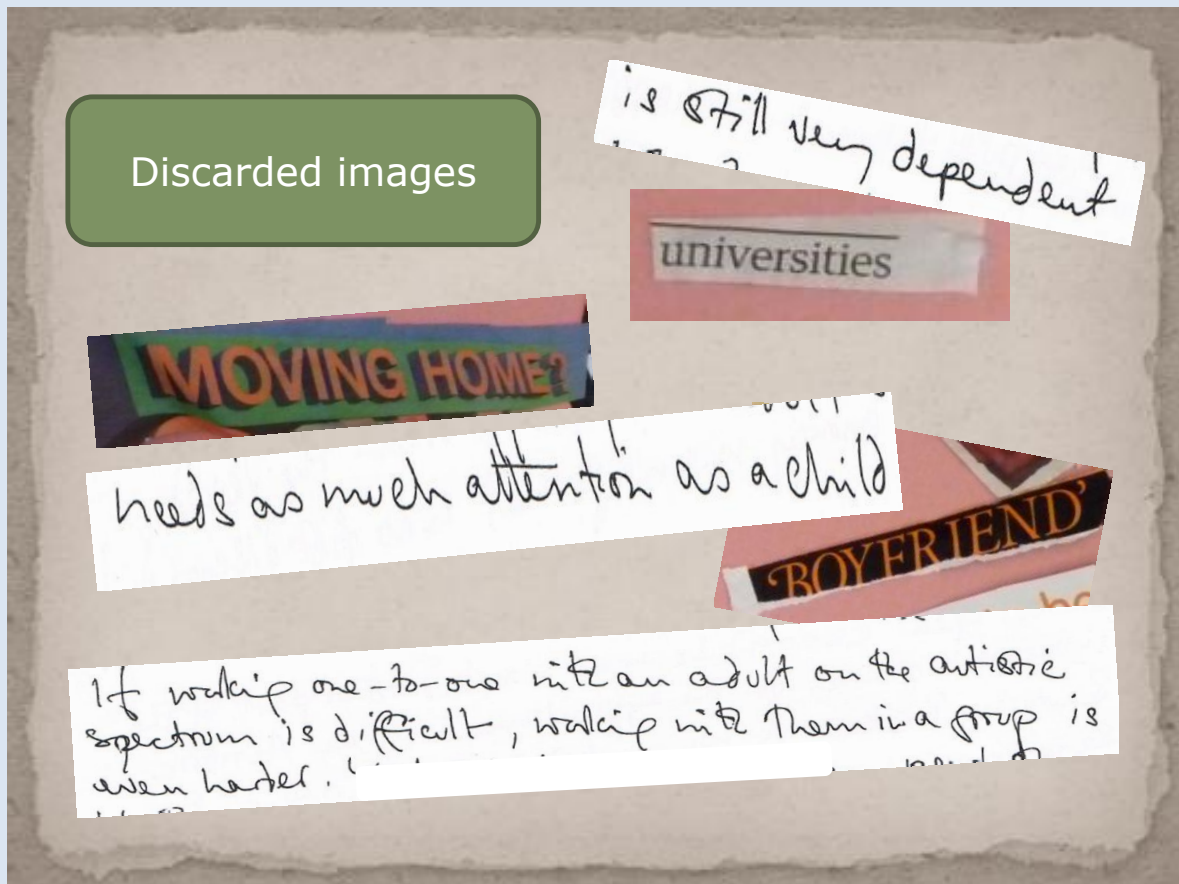 Discarded images
is still very dependent
universities
MOVING HOME?
needs as much attention as a child
'BOYFRIEND'
If working one-to-one with an adult on the autistic
spectrum is difficult, working with them in a group is
even harder.